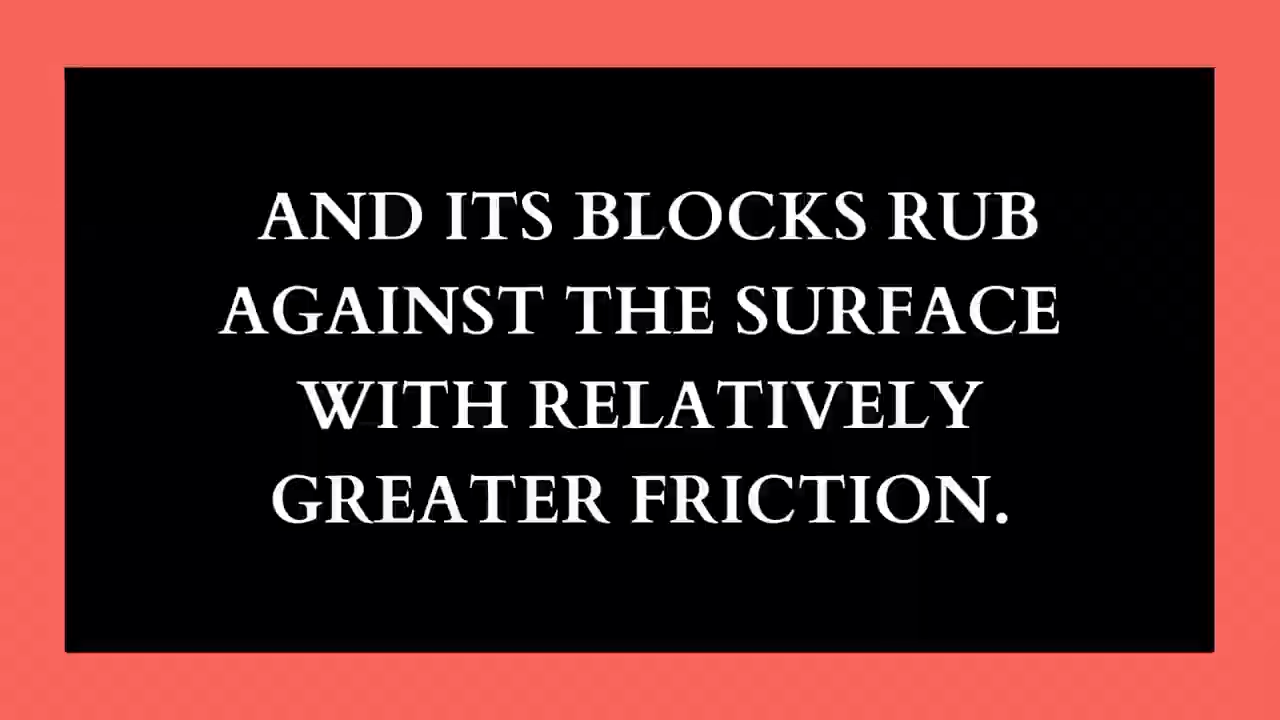 AND ITS BLOCKS RUB
AGAINST THE SURFACE
WITH RELATIVELY
GREATER FRICTION.